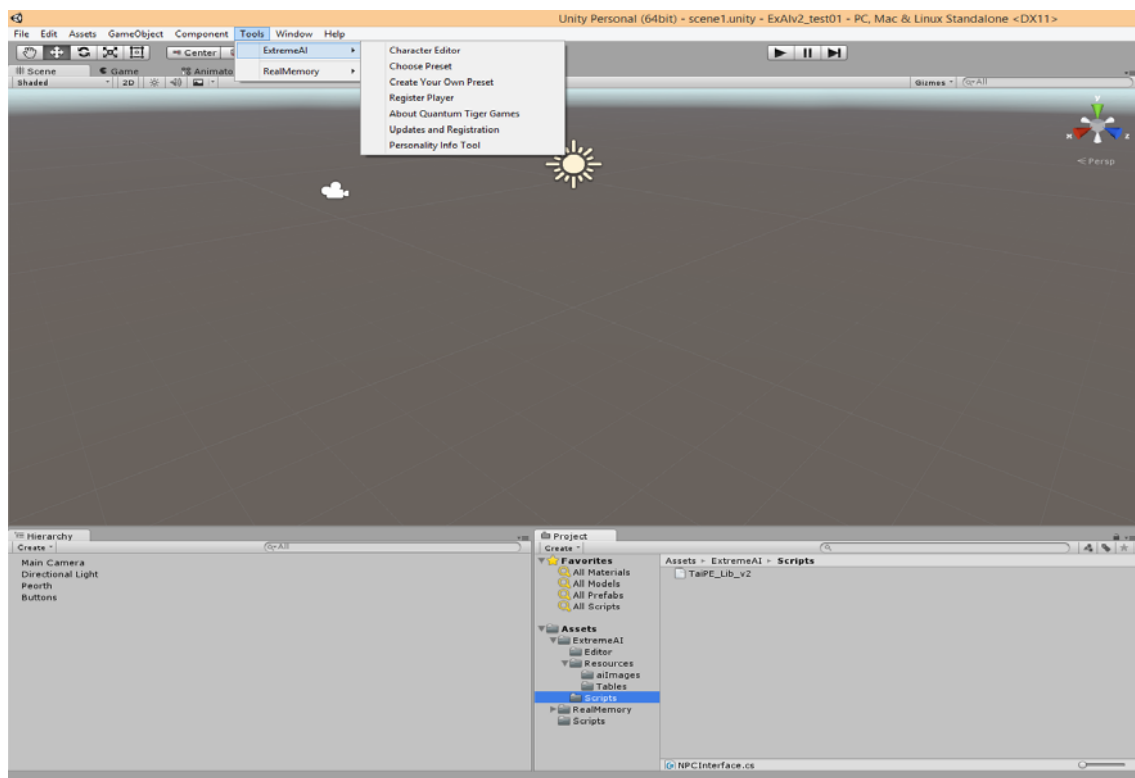 Unity Personal (64bit) - scene1.unity - ExAIv2_test01 - PC, Mac & Linux Standalone <DX11>
File Edit Assets GameObject Component Tools Window Help
Center
ExtremeAI
RealMemory
Character Editor
Choose Preset
Create Your Own Preset
Register Player
About Quantum Tiger Games
Updates and Registration
Personality Info Tool
Scene Game Animato
Shaded 2D Gizmos All
y
x z
Persp
Hierarchy
Create All
Main Camera
Directional Light
Peorth
Buttons
Project
Create
Favorites
All Materials
All Models
All Prefabs
All Scripts
Assets
ExtremeAI
Editor
Resources
aiImages
Tables
Scripts
RealMemory
Scripts
Assets ▸ ExtremeAI ▸ Scripts
TaiPE_Lib_v2
NPCInterface.cs